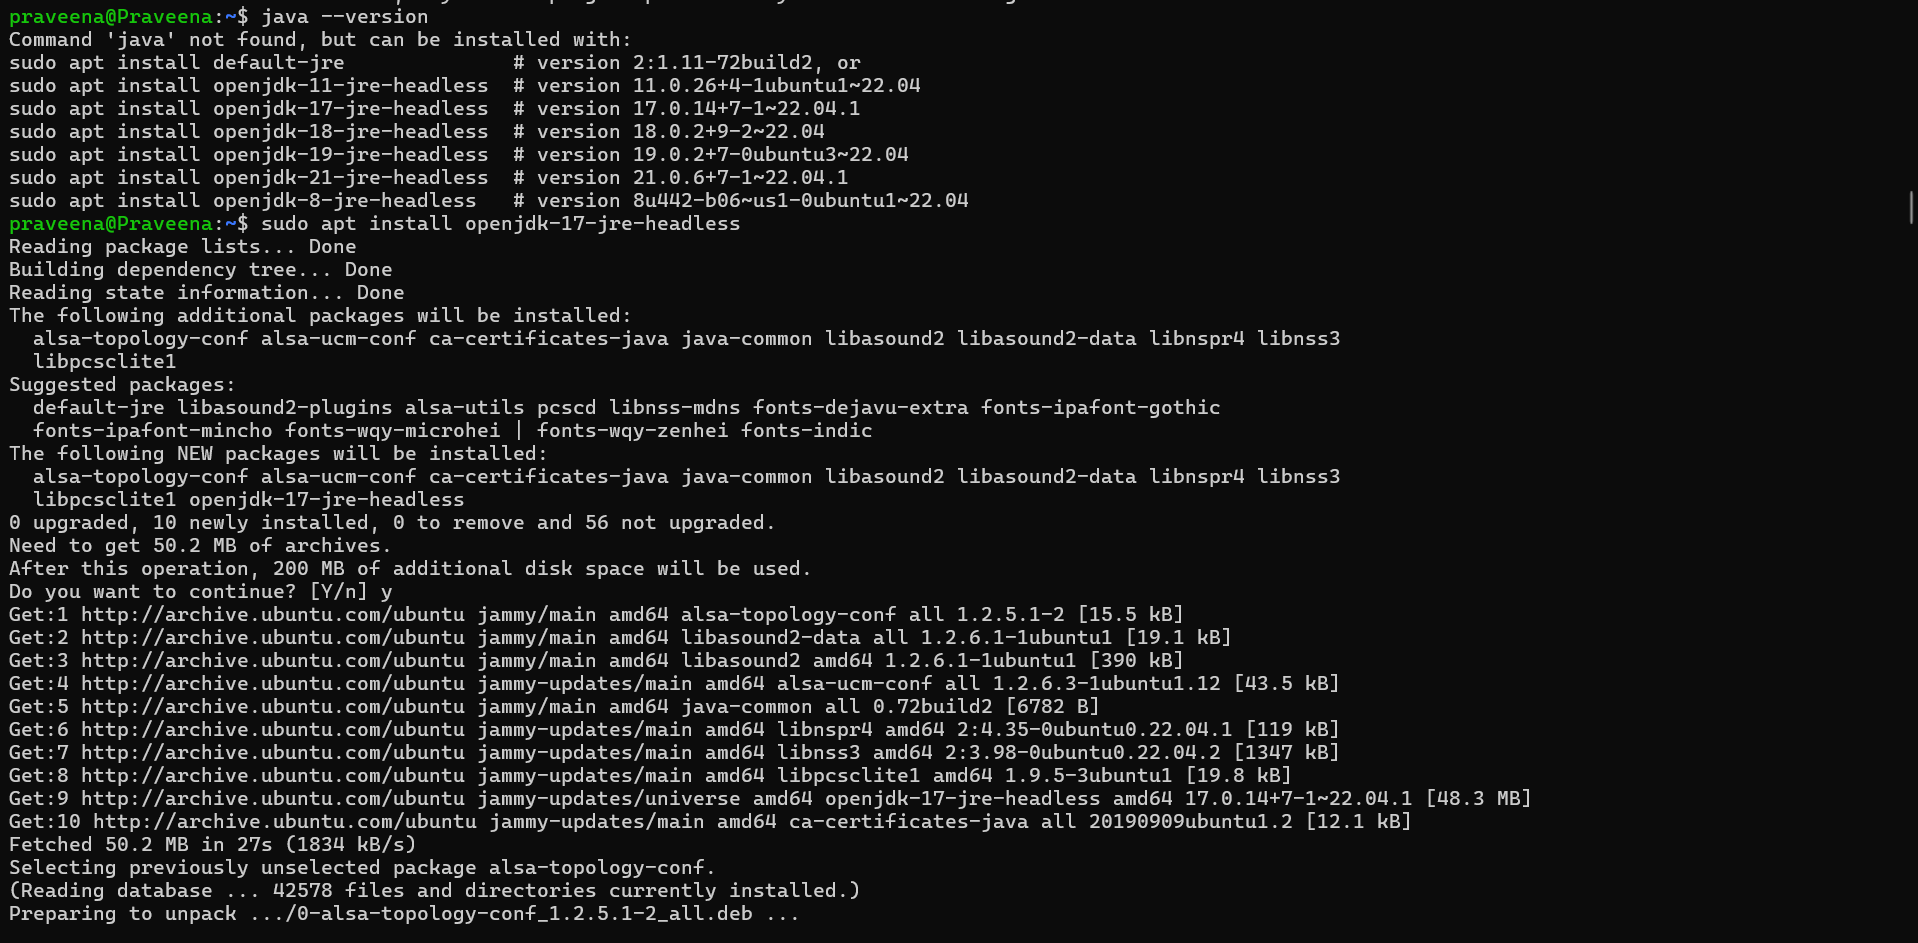 praveena@Praveena:~$ java --version
Command 'java' not found, but can be installed with:
sudo apt install default-jre              # version 2:1.11-72build2, or
sudo apt install openjdk-11-jre-headless  # version 11.0.26+4-1ubuntu1~22.04
sudo apt install openjdk-17-jre-headless  # version 17.0.14+7-1~22.04.1
sudo apt install openjdk-18-jre-headless  # version 18.0.2+9-2~22.04
sudo apt install openjdk-19-jre-headless  # version 19.0.2+7-0ubuntu3~22.04
sudo apt install openjdk-21-jre-headless  # version 21.0.6+7-1~22.04.1
sudo apt install openjdk-8-jre-headless   # version 8u442-b06~us1-0ubuntu1~22.04
praveena@Praveena:~$ sudo apt install openjdk-17-jre-headless
Reading package lists... Done
Building dependency tree... Done
Reading state information... Done
The following additional packages will be installed:
  alsa-topology-conf alsa-ucm-conf ca-certificates-java java-common libasound2 libasound2-data libnspr4 libnss3
  libpcsclite1
Suggested packages:
  default-jre libasound2-plugins alsa-utils pcscd libnss-mdns fonts-dejavu-extra fonts-ipafont-gothic
  fonts-ipafont-mincho fonts-wqy-microhei | fonts-wqy-zenhei fonts-indic
The following NEW packages will be installed:
  alsa-topology-conf alsa-ucm-conf ca-certificates-java java-common libasound2 libasound2-data libnspr4 libnss3
  libpcsclite1 openjdk-17-jre-headless
0 upgraded, 10 newly installed, 0 to remove and 56 not upgraded.
Need to get 50.2 MB of archives.
After this operation, 200 MB of additional disk space will be used.
Do you want to continue? [Y/n] y
Get:1 http://archive.ubuntu.com/ubuntu jammy/main amd64 alsa-topology-conf all 1.2.5.1-2 [15.5 kB]
Get:2 http://archive.ubuntu.com/ubuntu jammy/main amd64 libasound2-data all 1.2.6.1-1ubuntu1 [19.1 kB]
Get:3 http://archive.ubuntu.com/ubuntu jammy/main amd64 libasound2 amd64 1.2.6.1-1ubuntu1 [390 kB]
Get:4 http://archive.ubuntu.com/ubuntu jammy-updates/main amd64 alsa-ucm-conf all 1.2.6.3-1ubuntu1.12 [43.5 kB]
Get:5 http://archive.ubuntu.com/ubuntu jammy/main amd64 java-common all 0.72build2 [6782 B]
Get:6 http://archive.ubuntu.com/ubuntu jammy-updates/main amd64 libnspr4 amd64 2:4.35-0ubuntu0.22.04.1 [119 kB]
Get:7 http://archive.ubuntu.com/ubuntu jammy-updates/main amd64 libnss3 amd64 2:3.98-0ubuntu0.22.04.2 [1347 kB]
Get:8 http://archive.ubuntu.com/ubuntu jammy-updates/main amd64 libpcsclite1 amd64 1.9.5-3ubuntu1 [19.8 kB]
Get:9 http://archive.ubuntu.com/ubuntu jammy-updates/universe amd64 openjdk-17-jre-headless amd64 17.0.14+7-1~22.04.1 [48.3 MB]
Get:10 http://archive.ubuntu.com/ubuntu jammy-updates/main amd64 ca-certificates-java all 20190909ubuntu1.2 [12.1 kB]
Fetched 50.2 MB in 27s (1834 kB/s)
Selecting previously unselected package alsa-topology-conf.
(Reading database ... 42578 files and directories currently installed.)
Preparing to unpack .../0-alsa-topology-conf_1.2.5.1-2_all.deb ...